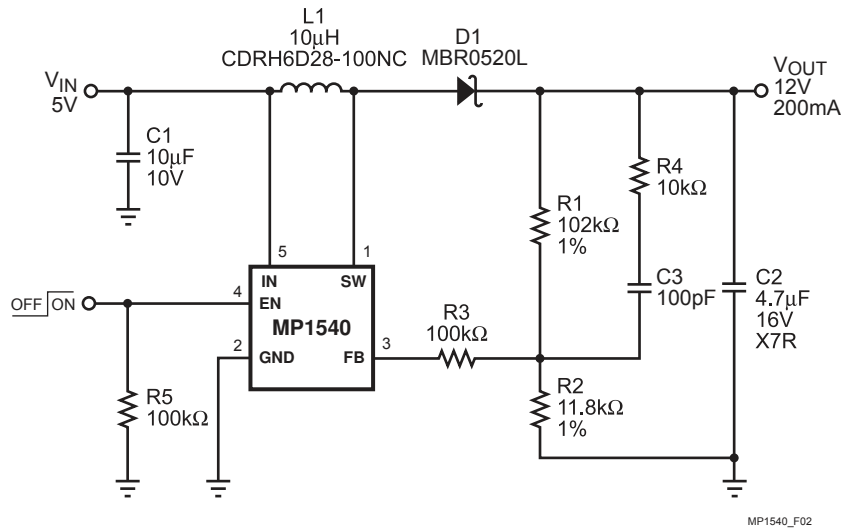 L1
10μH
CDRH6D28-100NC
D1
MBR0520L
VIN
5V
VOUT
12V
200mA
C1
10μF
10V
R4
10kΩ
R1
102kΩ
1%
5
1
IN
SW
C3
100pF
C2
4.7μF
16V
X7R
OFF ON
4
EN
MP1540
R3
100kΩ
2
GND
FB
3
R5
100kΩ
R2
11.8kΩ
1%
MP1540_F02